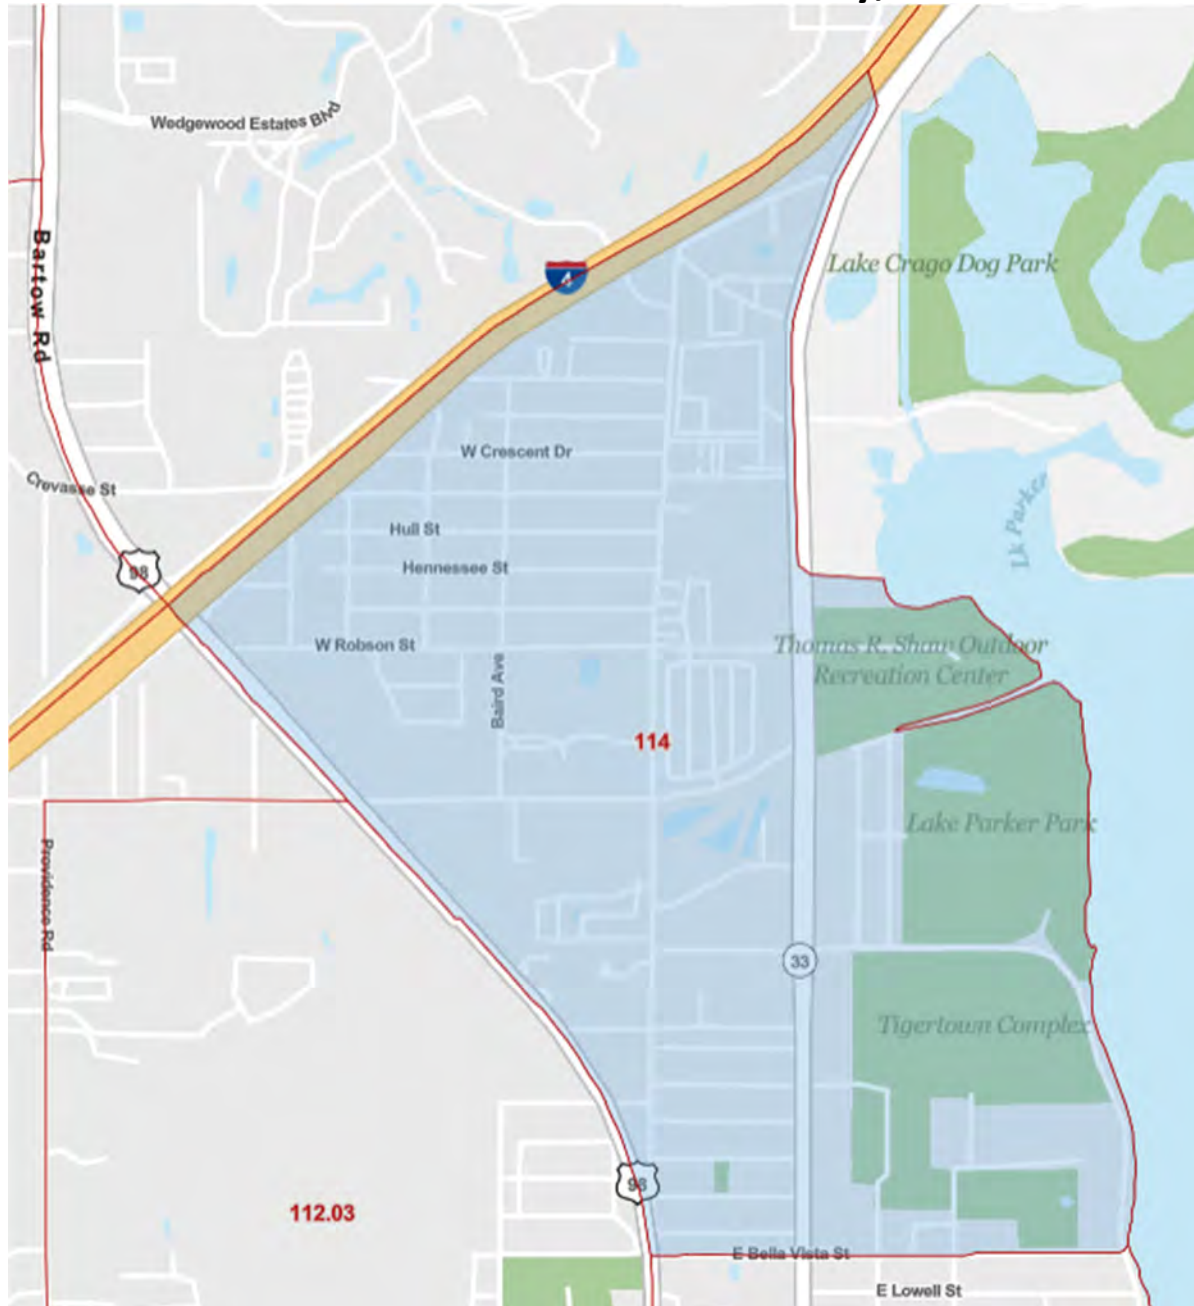 Wedgewood Estates Blvd
Bartow Rd
Lake Crago Dog Park
4
W Crescent Dr
Crevasse St
Lk Parker
Hull St
98
Hennessee St
W Robson St
Thomas R. Shaw Outdoor
Recreation Center
Baird Ave
114
Lake Parker Park
Providence Rd
33
Tigertown Complex
98
112.03
E Bella Vista St
E Lowell St